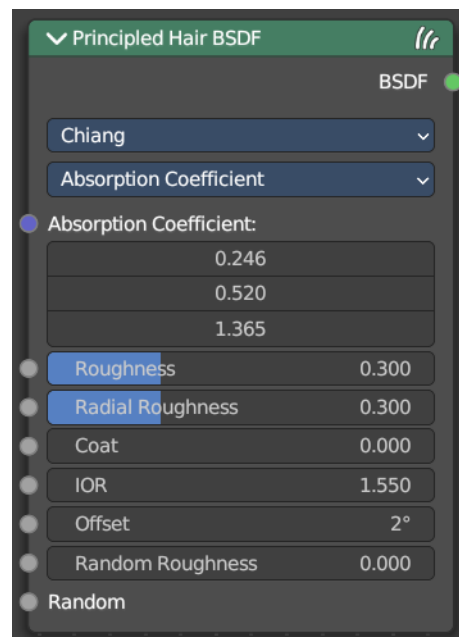 Principled Hair BSDF
BSDF
Chiang
Absorption Coefficient
Absorption Coefficient:
0.246
0.520
1.365
Roughness 0.300
Radial Roughness 0.300
Coat 0.000
IOR 1.550
Offset 2°
Random Roughness 0.000
Random